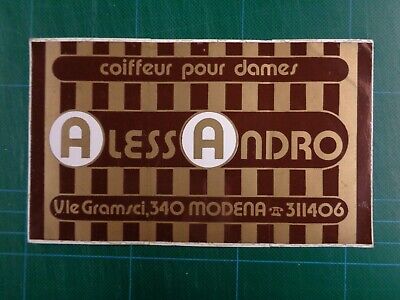 coiffeur pour dames
ALESSANDRO
V.le Gramsci, 340 MODENA ☎ 311406